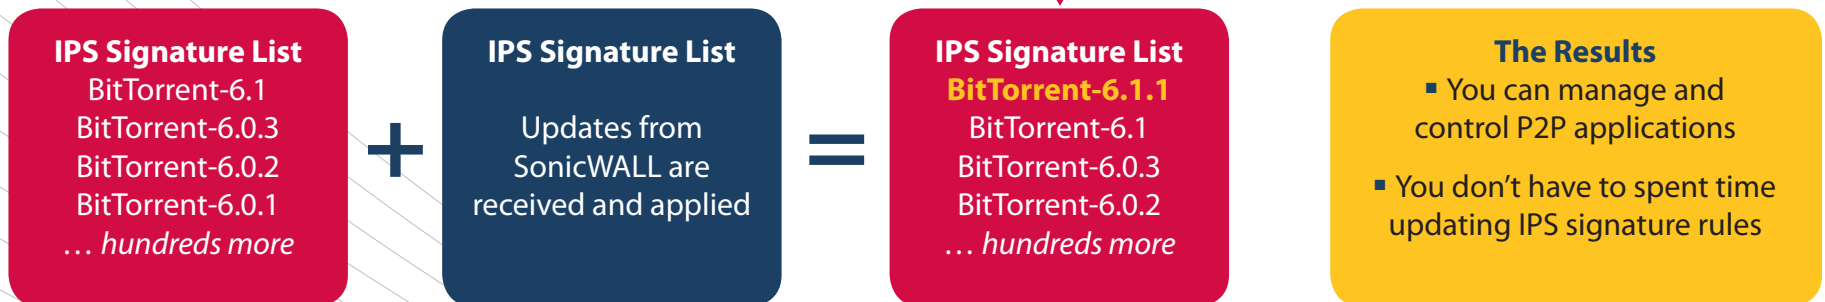 IPS Signature List
BitTorrent-6.1
BitTorrent-6.0.3
BitTorrent-6.0.2
BitTorrent-6.0.1
… hundreds more
+
IPS Signature List
Updates from
SonicWALL are
received and applied
=
IPS Signature List
BitTorrent-6.1.1
BitTorrent-6.1
BitTorrent-6.0.3
BitTorrent-6.0.2
… hundreds more
The Results
▪ You can manage and
control P2P applications
▪ You don’t have to spent time
updating IPS signature rules